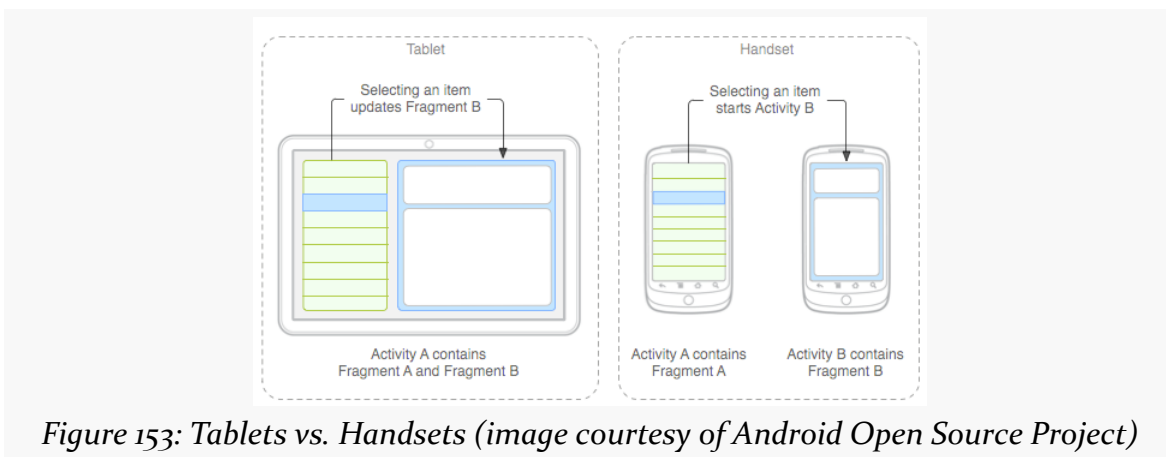 Tablet
Selecting an item
updates Fragment B
Activity A contains
Fragment A and Fragment B
Handset
Selecting an item
starts Activity B
Activity A contains
Fragment A
Activity B contains
Fragment B
Figure 153: Tablets vs. Handsets (image courtesy of Android Open Source Project)